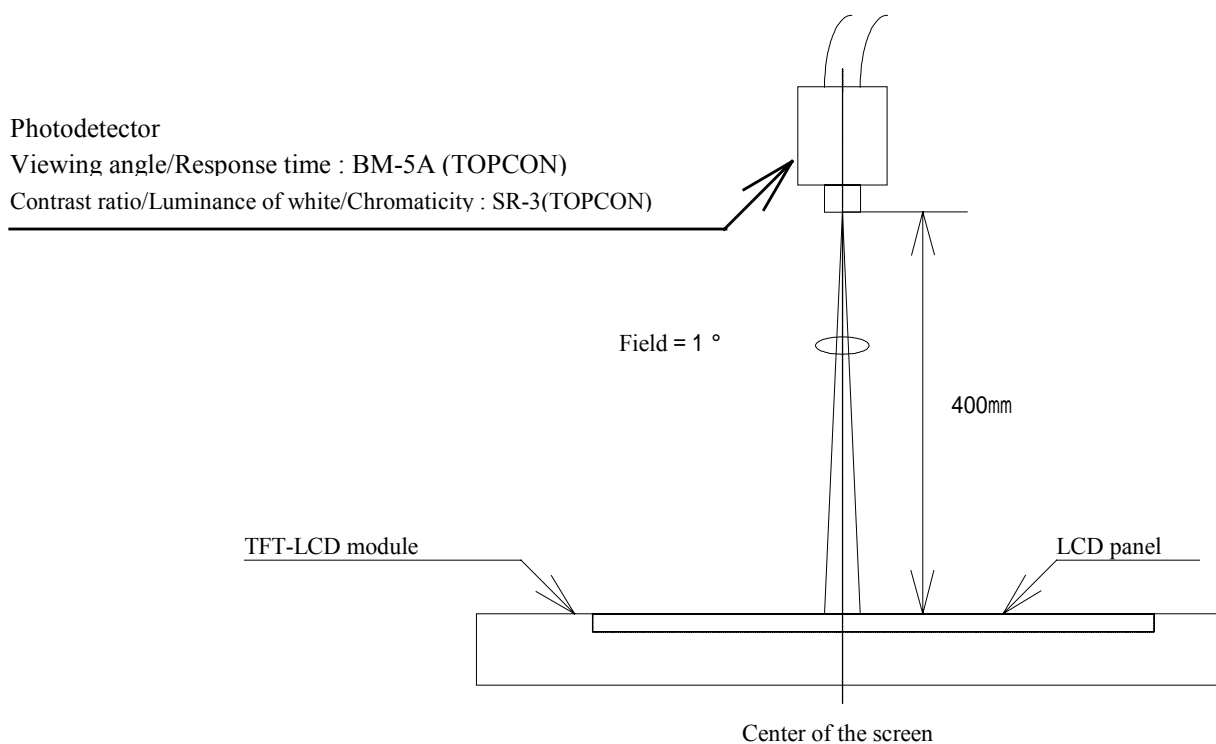 Photodetector
Viewing angle/Response time : BM-5A (TOPCON)
Contrast ratio/Luminance of white/Chromaticity : SR-3(TOPCON)
Field = 1 °
400㎜
TFT-LCD module
LCD panel
Center of the screen